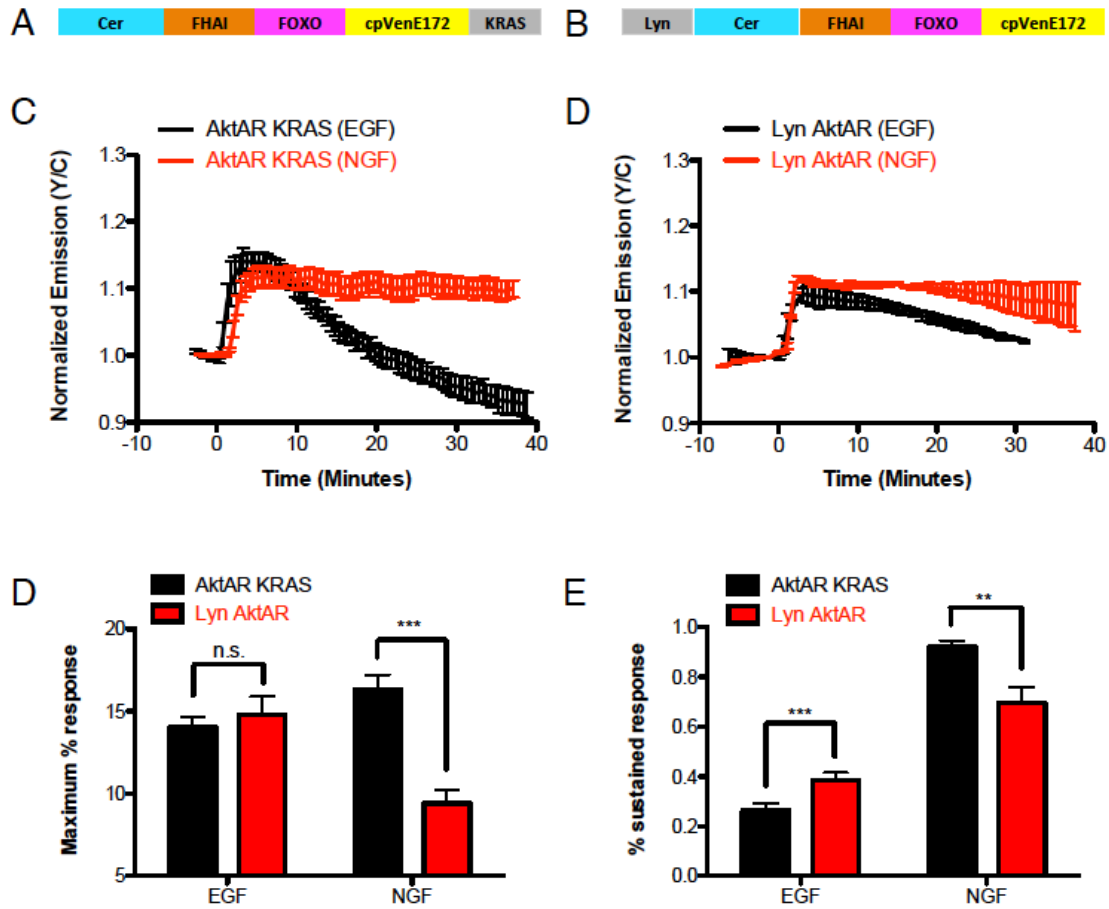 A Cer FHAI FOXO cpVenE172 KRAS
B Lyn Cer FHAI FOXO cpVenE172
C
AktAR KRAS (EGF)
AktAR KRAS (NGF)
Normalized Emission (Y/C)
1.3
1.2
1.1
1.0
0.9
-10 0 10 20 30 40
Time (Minutes)
D
Lyn AktAR (EGF)
Lyn AktAR (NGF)
Normalized Emission (Y/C)
1.3
1.2
1.1
1.0
0.9
-10 0 10 20 30 40
Time (Minutes)
D
AktAR KRAS
Lyn AktAR
Maximum % response
20
15
10
5
n.s.
***
EGF NGF
E
AktAR KRAS
Lyn AktAR
% sustained response
1.0
0.8
0.6
0.4
0.2
0.0
***
**
EGF NGF